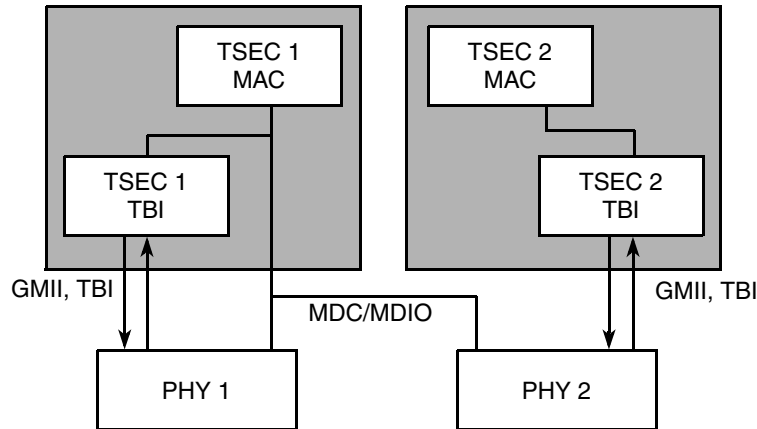 TSEC 1
MAC
TSEC 2
MAC
TSEC 1
TBI
TSEC 2
TBI
GMII, TBI
GMII, TBI
MDC/MDIO
PHY 1
PHY 2